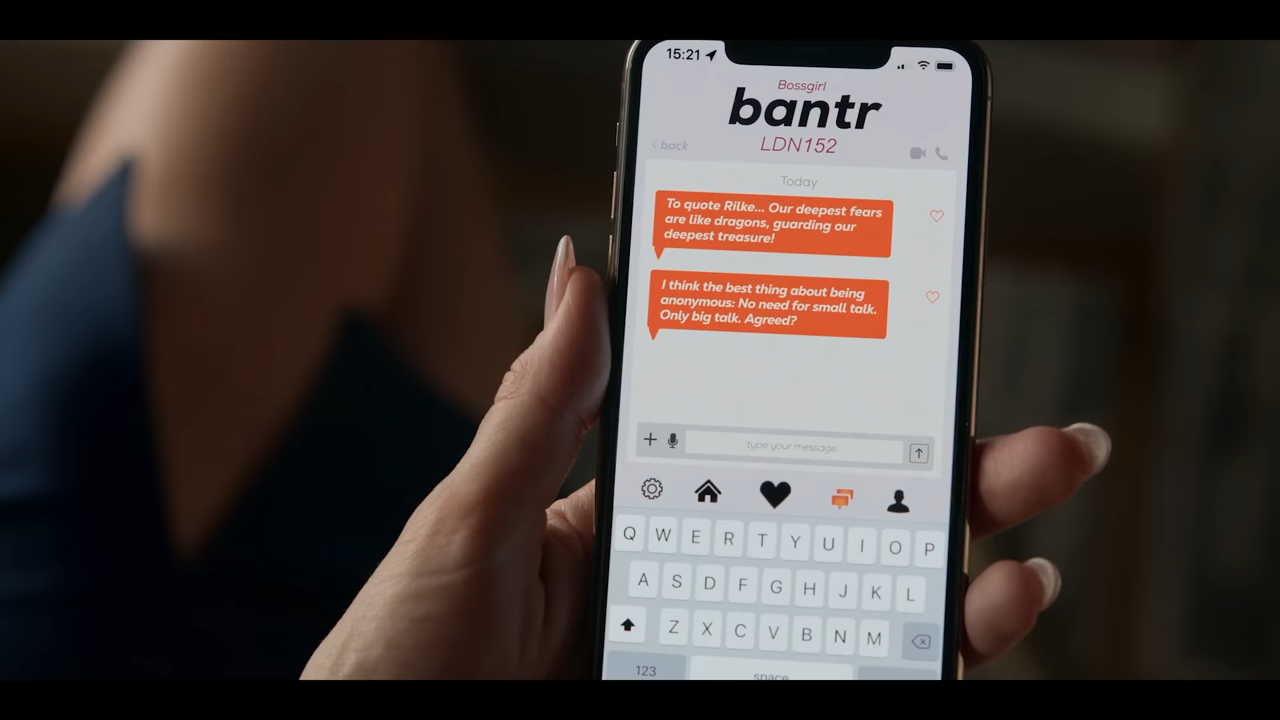 15:21
Bossgirl
bantr
LDN152
back
Today
To quote Rilke... Our deepest fears
are like dragons, guarding our
deepest treasure!
I think the best thing about being
anonymous: No need for small talk.
Only big talk. Agreed?
type your message
Q W E R T Y U I O P
A S D F G H J K L
Z X C V B N M
123 space